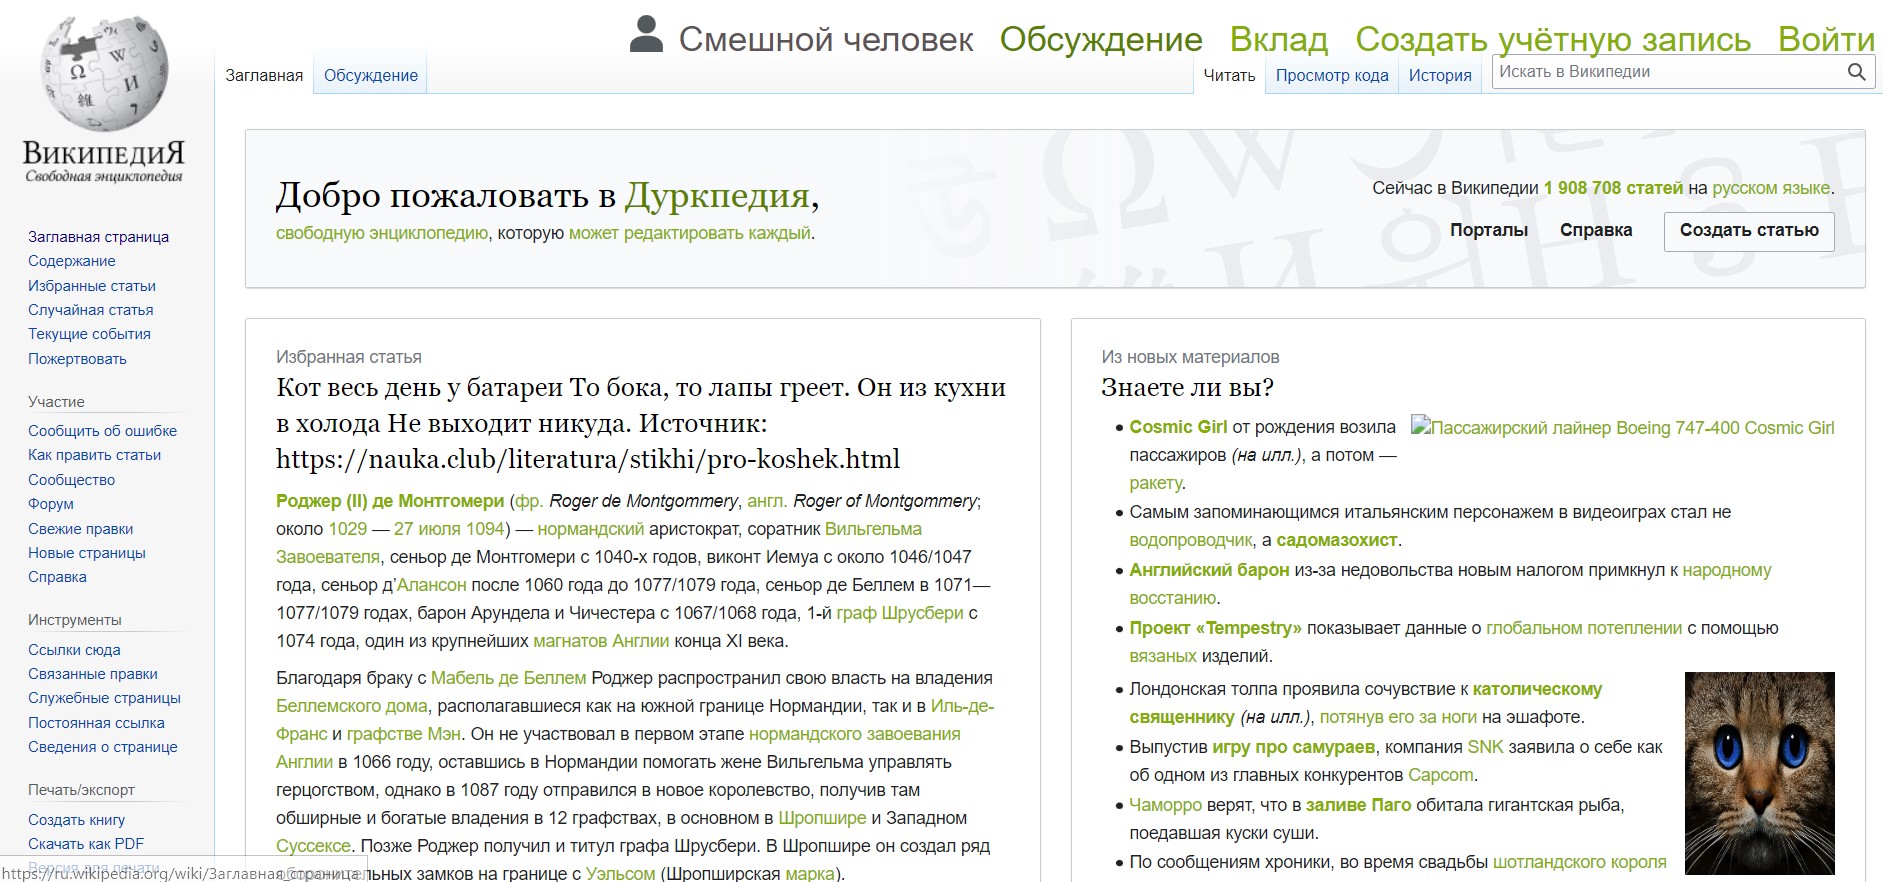 ВикипедиЯ
Свободная энциклопедия
Смешной человек Обсуждение Вклад Создать учётную запись Войти
Заглавная Обсуждение Читать Просмотр кода История Искать в Википедии
Заглавная страница
Содержание
Избранные статьи
Случайная статья
Текущие события
Пожертвовать
Участие
Сообщить об ошибке
Как править статьи
Сообщество
Форум
Свежие правки
Новые страницы
Справка
Инструменты
Ссылки сюда
Связанные правки
Служебные страницы
Постоянная ссылка
Сведения о странице
Печать/экспорт
Создать книгу
Скачать как PDF
Версия для печати
https://ru.wikipedia.org/wiki/Заглавная_страница
Добро пожаловать в Дуркпедия,
свободную энциклопедию, которую может редактировать каждый.
Сейчас в Википедии 1 908 708 статей на русском языке.
Порталы Справка Создать статью
Избранная статья
Кот весь день у батареи То бока, то лапы греет. Он из кухни
в холода Не выходит никуда. Источник:
https://nauka.club/literatura/stikhi/pro-koshek.html
Роджер (II) де Монтгомери (фр. Roger de Montgommery, англ. Roger of Montgommery;
около 1029 — 27 июля 1094) — нормандский аристократ, соратник Вильгельма
Завоевателя, сеньор де Монтгомери с 1040-х годов, виконт Иемуа с около 1046/1047
года, сеньор д’Алансон после 1060 года до 1077/1079 года, сеньор де Беллем в 1071—
1077/1079 годах, барон Арундела и Чичестера с 1067/1068 года, 1-й граф Шрусбери с
1074 года, один из крупнейших магнатов Англии конца XI века.
Благодаря браку с Мабель де Беллем Роджер распространил свою власть на владения
Беллемского дома, располагавшиеся как на южной границе Нормандии, так и в Иль-де-
Франс и графстве Мэн. Он не участвовал в первом этапе нормандского завоевания
Англии в 1066 году, оставшись в Нормандии помогать жене Вильгельма управлять
герцогством, однако в 1087 году отправился в новое королевство, получив там
обширные и богатые владения в 12 графствах, в основном в Шропшире и Западном
Суссексе. Позже Роджер получил и титул графа Шрусбери. В Шропшире он создал ряд
льных замков на границе с Уэльсом (Шропширская марка).
Из новых материалов
Знаете ли вы?
Пассажирский лайнер Boeing 747-400 Cosmic Girl
Cosmic Girl от рождения возила
пассажиров (на илл.), а потом —
ракету.
Самым запоминающимся итальянским персонажем в видеоиграх стал не
водопроводчик, а садомазохист.
Английский барон из-за недовольства новым налогом примкнул к народному
восстанию.
Проект «Tempestry» показывает данные о глобальном потеплении с помощью
вязаных изделий.
Лондонская толпа проявила сочувствие к католическому
священнику (на илл.), потянув его за ноги на эшафоте.
Выпустив игру про самураев, компания SNK заявила о себе как
об одном из главных конкурентов Capcom.
Чаморро верят, что в заливе Паго обитала гигантская рыба,
поедавшая куски суши.
По сообщениям хроники, во время свадьбы шотландского короля